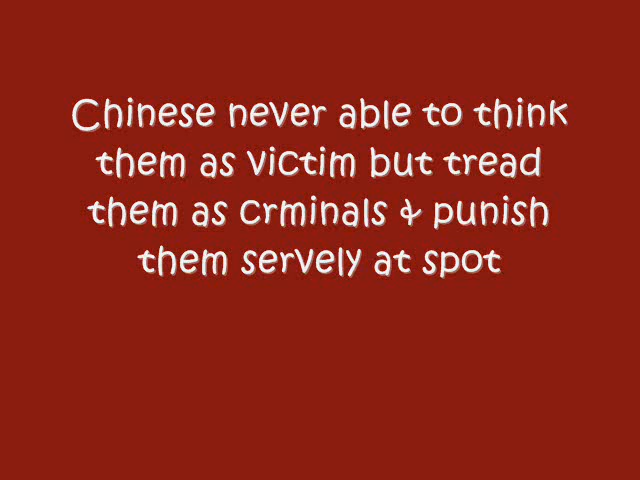 Chinese never able to think
them as victim but tread
them as crminals & punish
them servely at spot